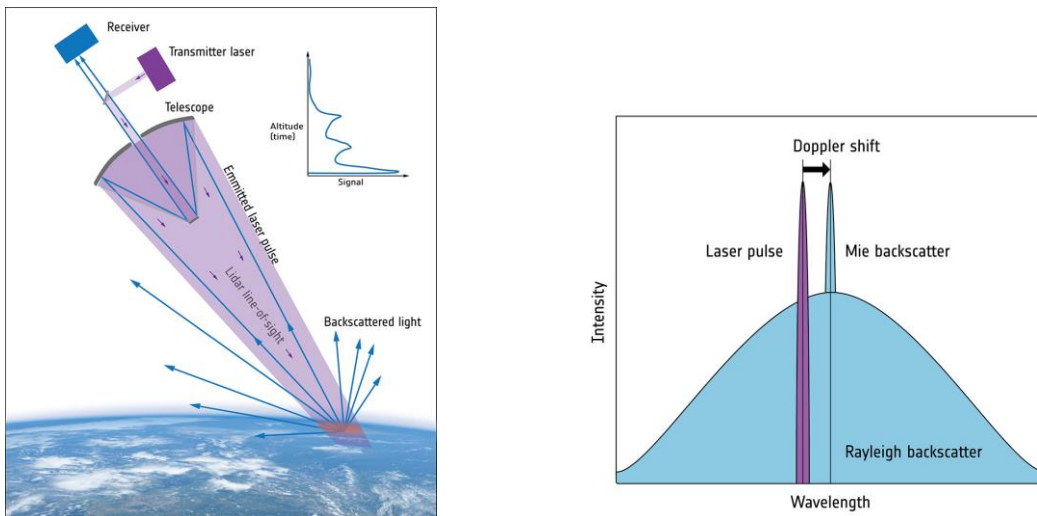 Receiver
Transmitter laser
Telescope
Altitude
[time]
Signal
Emmitted laser pulse
Lidar line-of-sight
Backscattered light
Doppler shift
Laser pulse
Mie backscatter
Intensity
Rayleigh backscatter
Wavelength